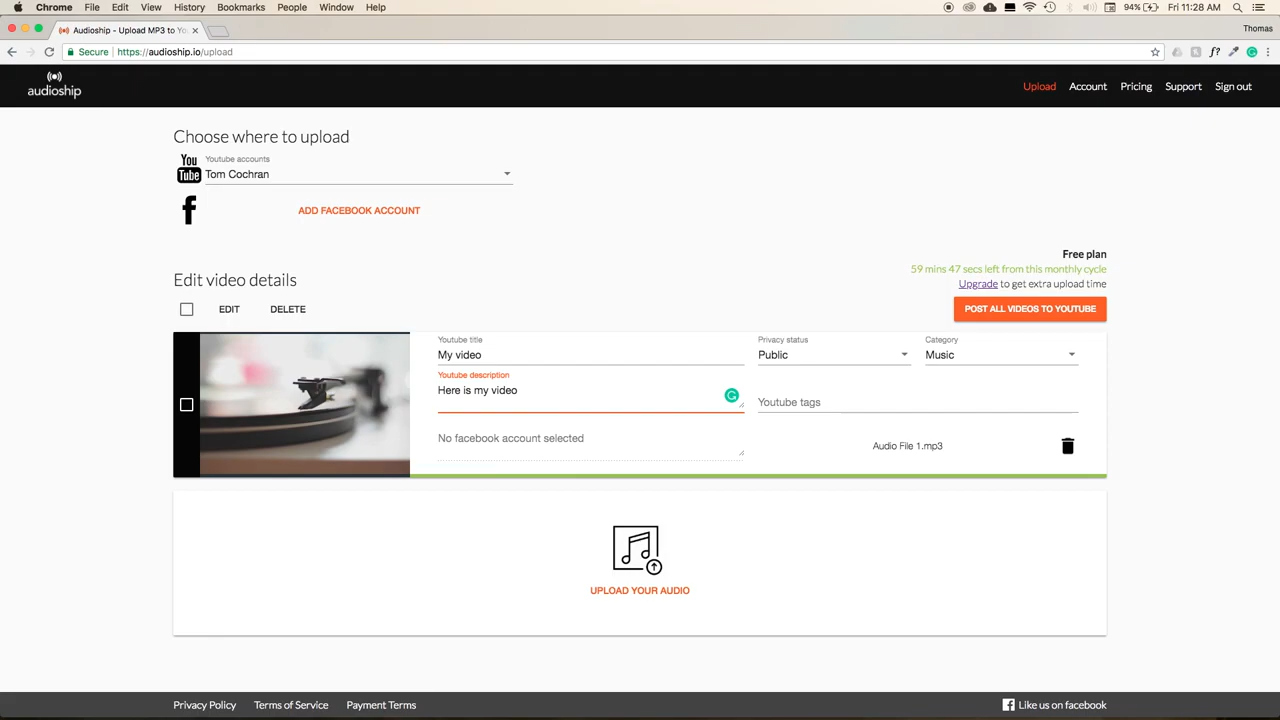 Chrome File Edit View History Bookmarks People Window Help 94% Fri 11:28 AM
Audioship - Upload MP3 to Yo Thomas
Secure https://audioship.io/upload f?
audioship Upload Account Pricing Support Sign out
Choose where to upload
You Tube Youtube accounts
Tom Cochran
f ADD FACEBOOK ACCOUNT
Free plan
59 mins 47 secs left from this monthly cycle
Upgrade to get extra upload time
Edit video details
EDIT DELETE POST ALL VIDEOS TO YOUTUBE
Youtube title Privacy status Category
My video Public Music
Youtube description
Here is my video
Youtube tags
No facebook account selected Audio File 1.mp3
UPLOAD YOUR AUDIO
Privacy Policy Terms of Service Payment Terms Like us on facebook